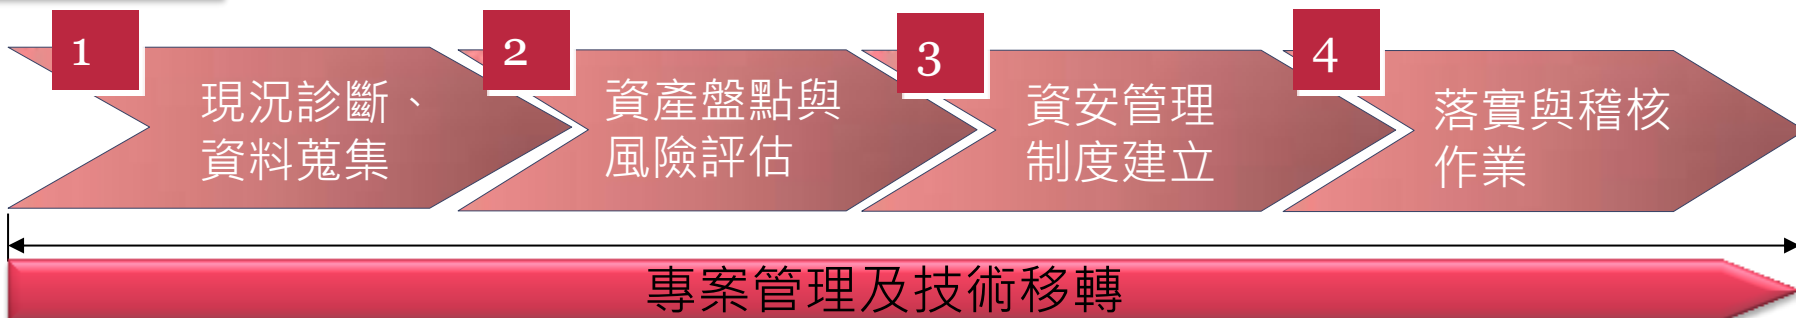 1
現況診斷、
資料蒐集
2
資產盤點與
風險評估
3
資安管理
制度建立
4
落實與稽核
作業
專案管理及技術移轉